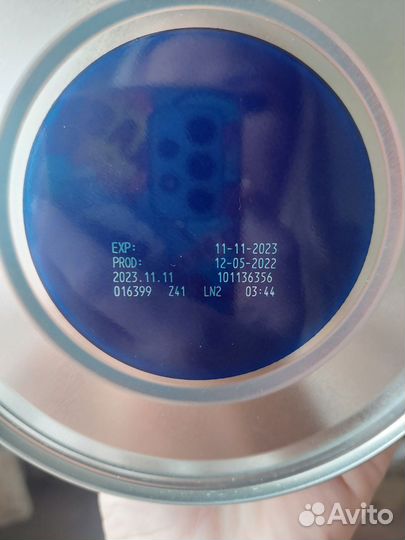 EXP: 11-11-2023
PROD: 12-05-2022
2023.11.11 101136356
016399 Z41 LN2 03:44
Avito